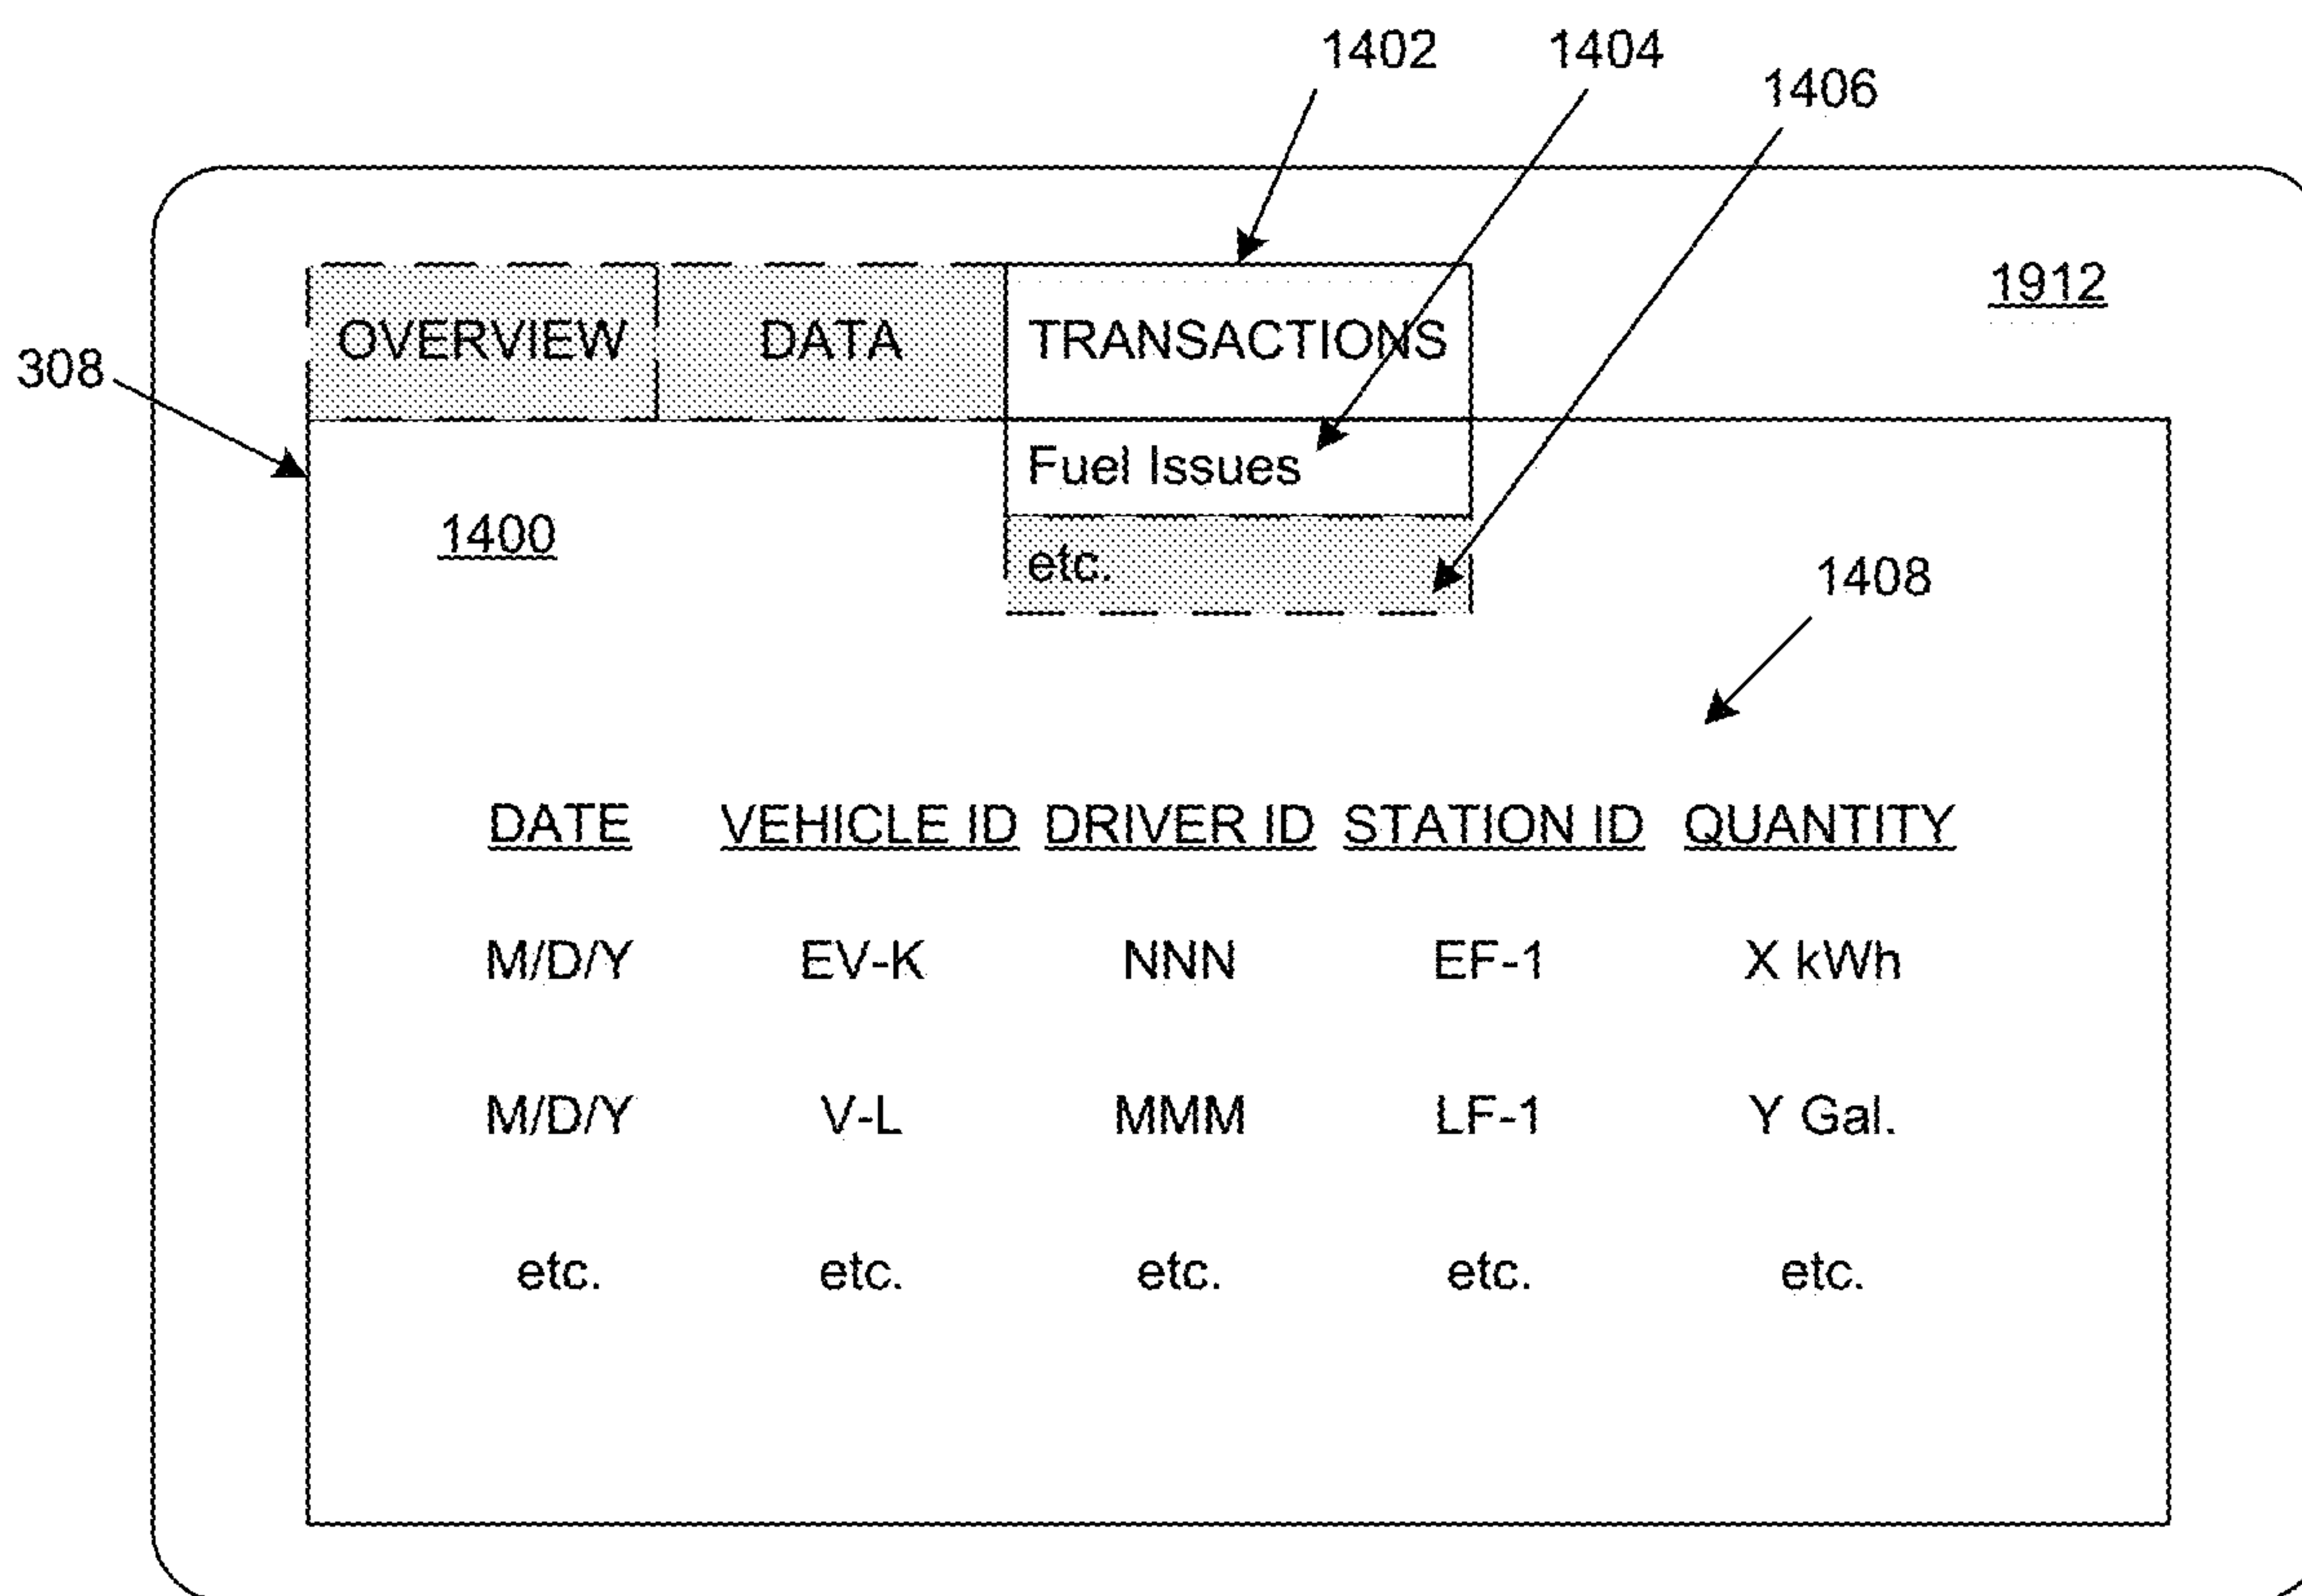 1402 1404
1406
1912
OVERVIEW DATA TRANSACTIONS
308
Fuel Issues
1400
etc.
1408
DATE VEHICLE ID DRIVER ID STATION ID QUANTITY
M/D/Y EV-K NNN EF-1 X kWh
M/D/Y V-L MMM LF-1 Y Gal.
etc. etc. etc. etc. etc.